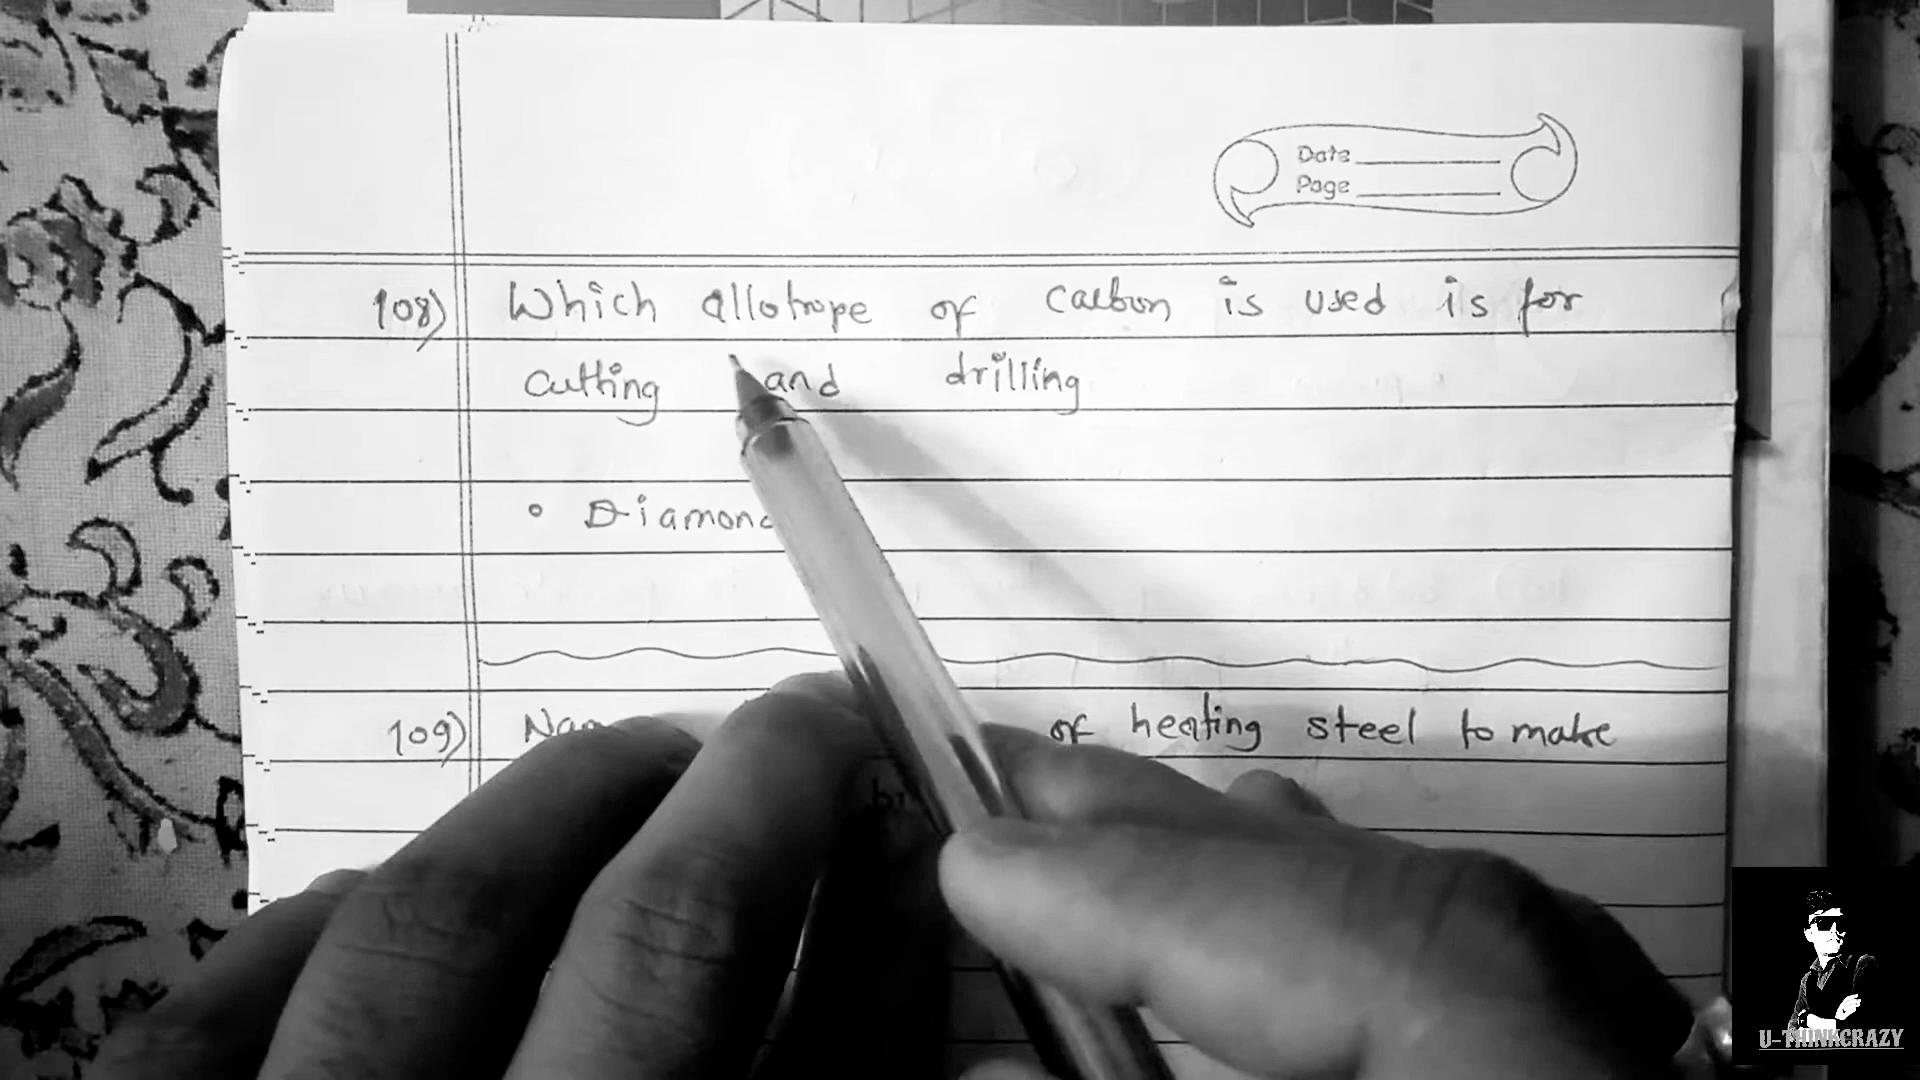 Date
Page
108) Which allotrope of carbon is used is for
cutting and drilling
• Diamond
109) of heating steel to make
U-THINKCRAZY